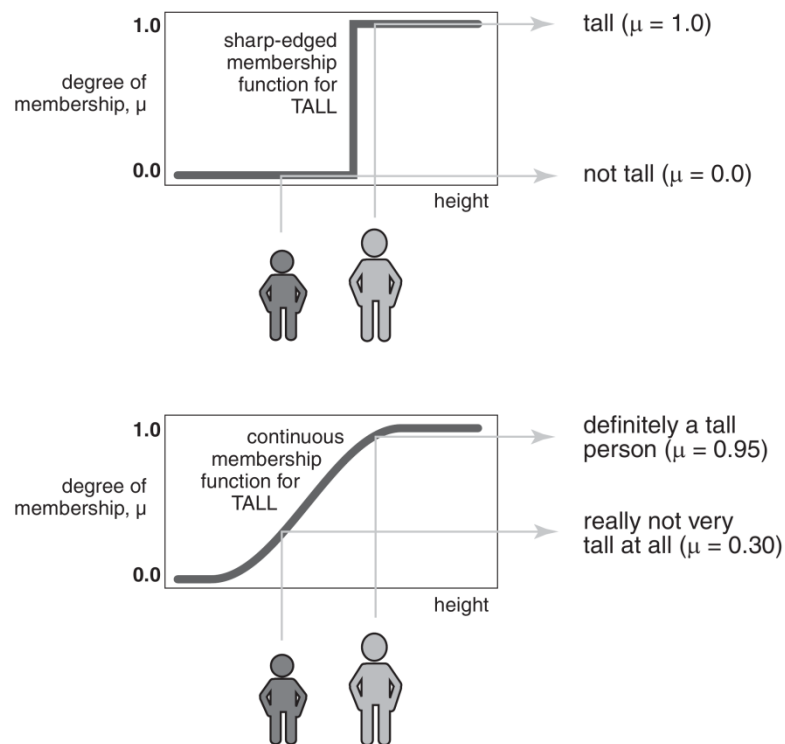 1.0
sharp-edged
membership
function for
TALL
degree of
membership, μ
0.0
height
tall (μ = 1.0)
not tall (μ = 0.0)
1.0
continuous
membership
function for
TALL
degree of
membership, μ
0.0
height
definitely a tall
person (μ = 0.95)
really not very
tall at all (μ = 0.30)